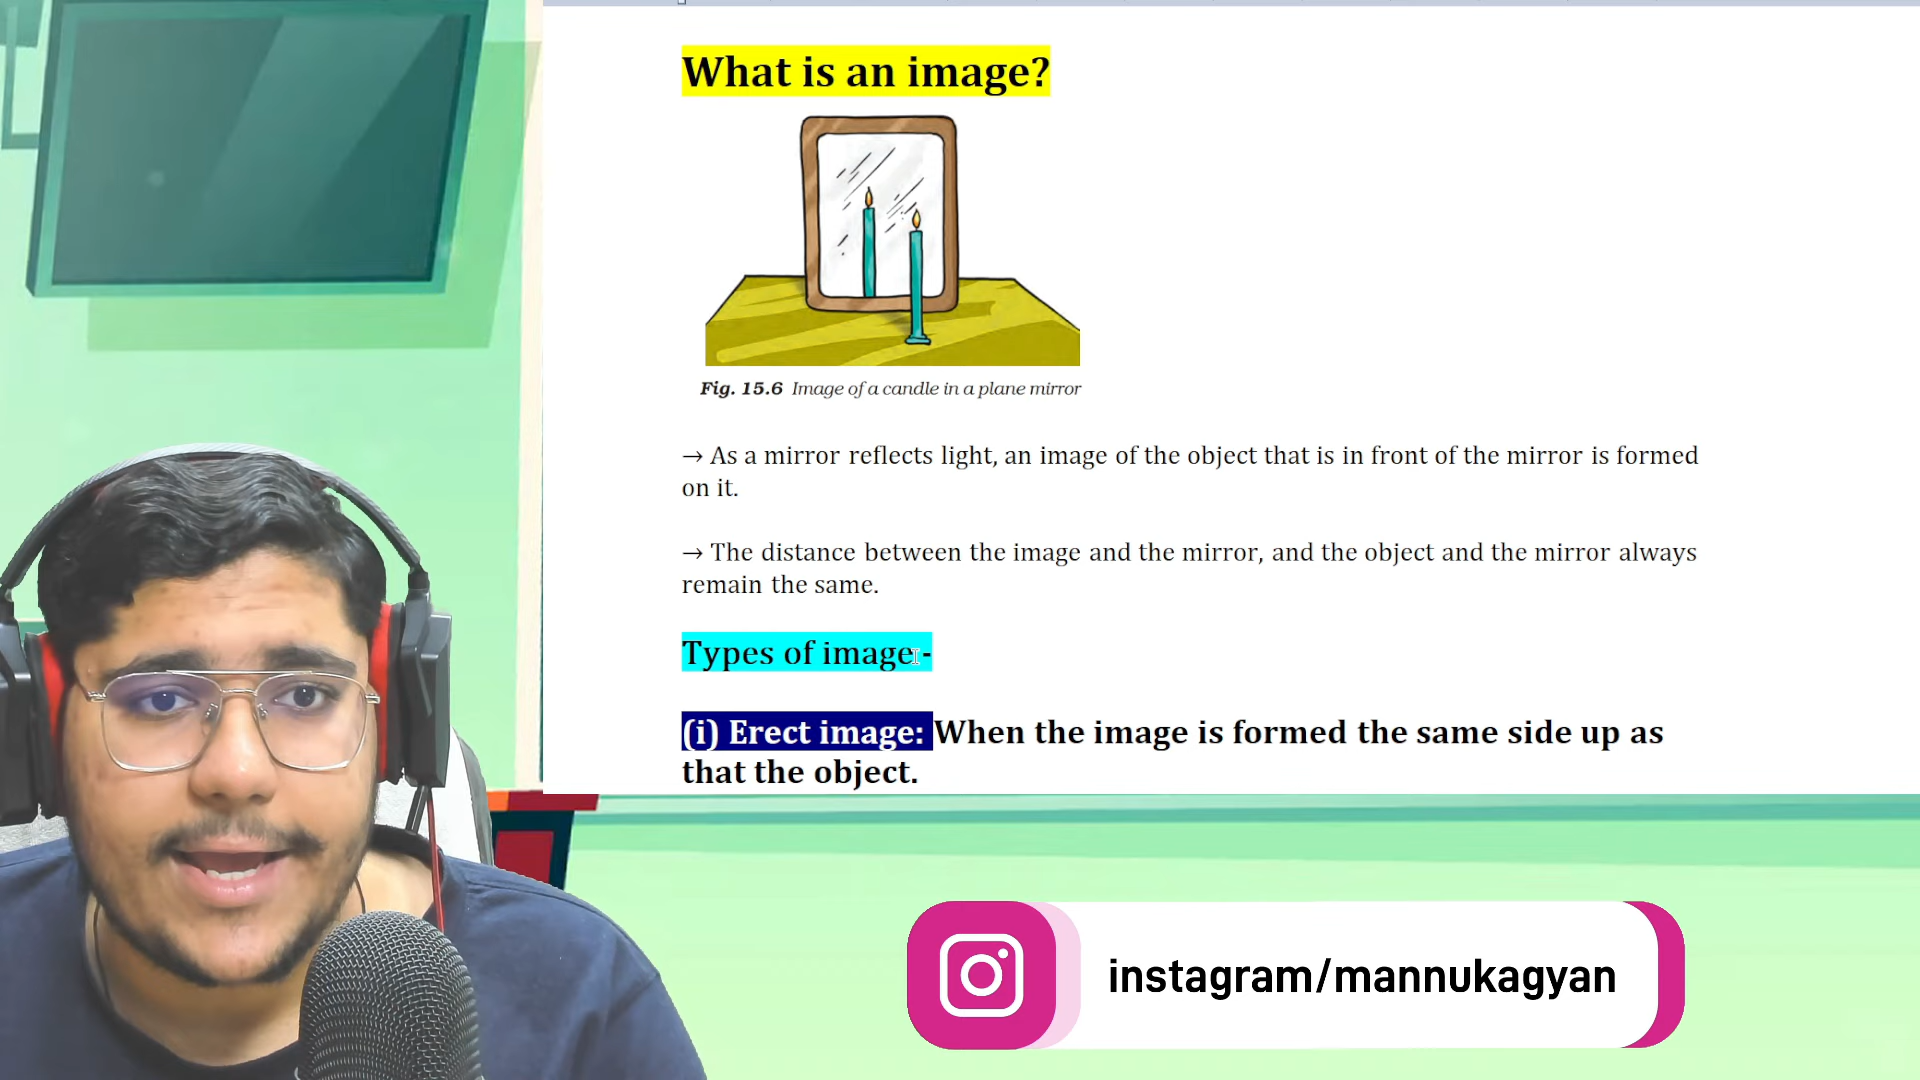 What is an image?
Fig. 15.6 Image of a candle in a plane mirror
→ As a mirror reflects light, an image of the object that is in front of the mirror is formed
on it.
→ The distance between the image and the mirror, and the object and the mirror always
remain the same.
Types of image:-
(i) Erect image: When the image is formed the same side up as
that the object.
instagram/mannukagyan